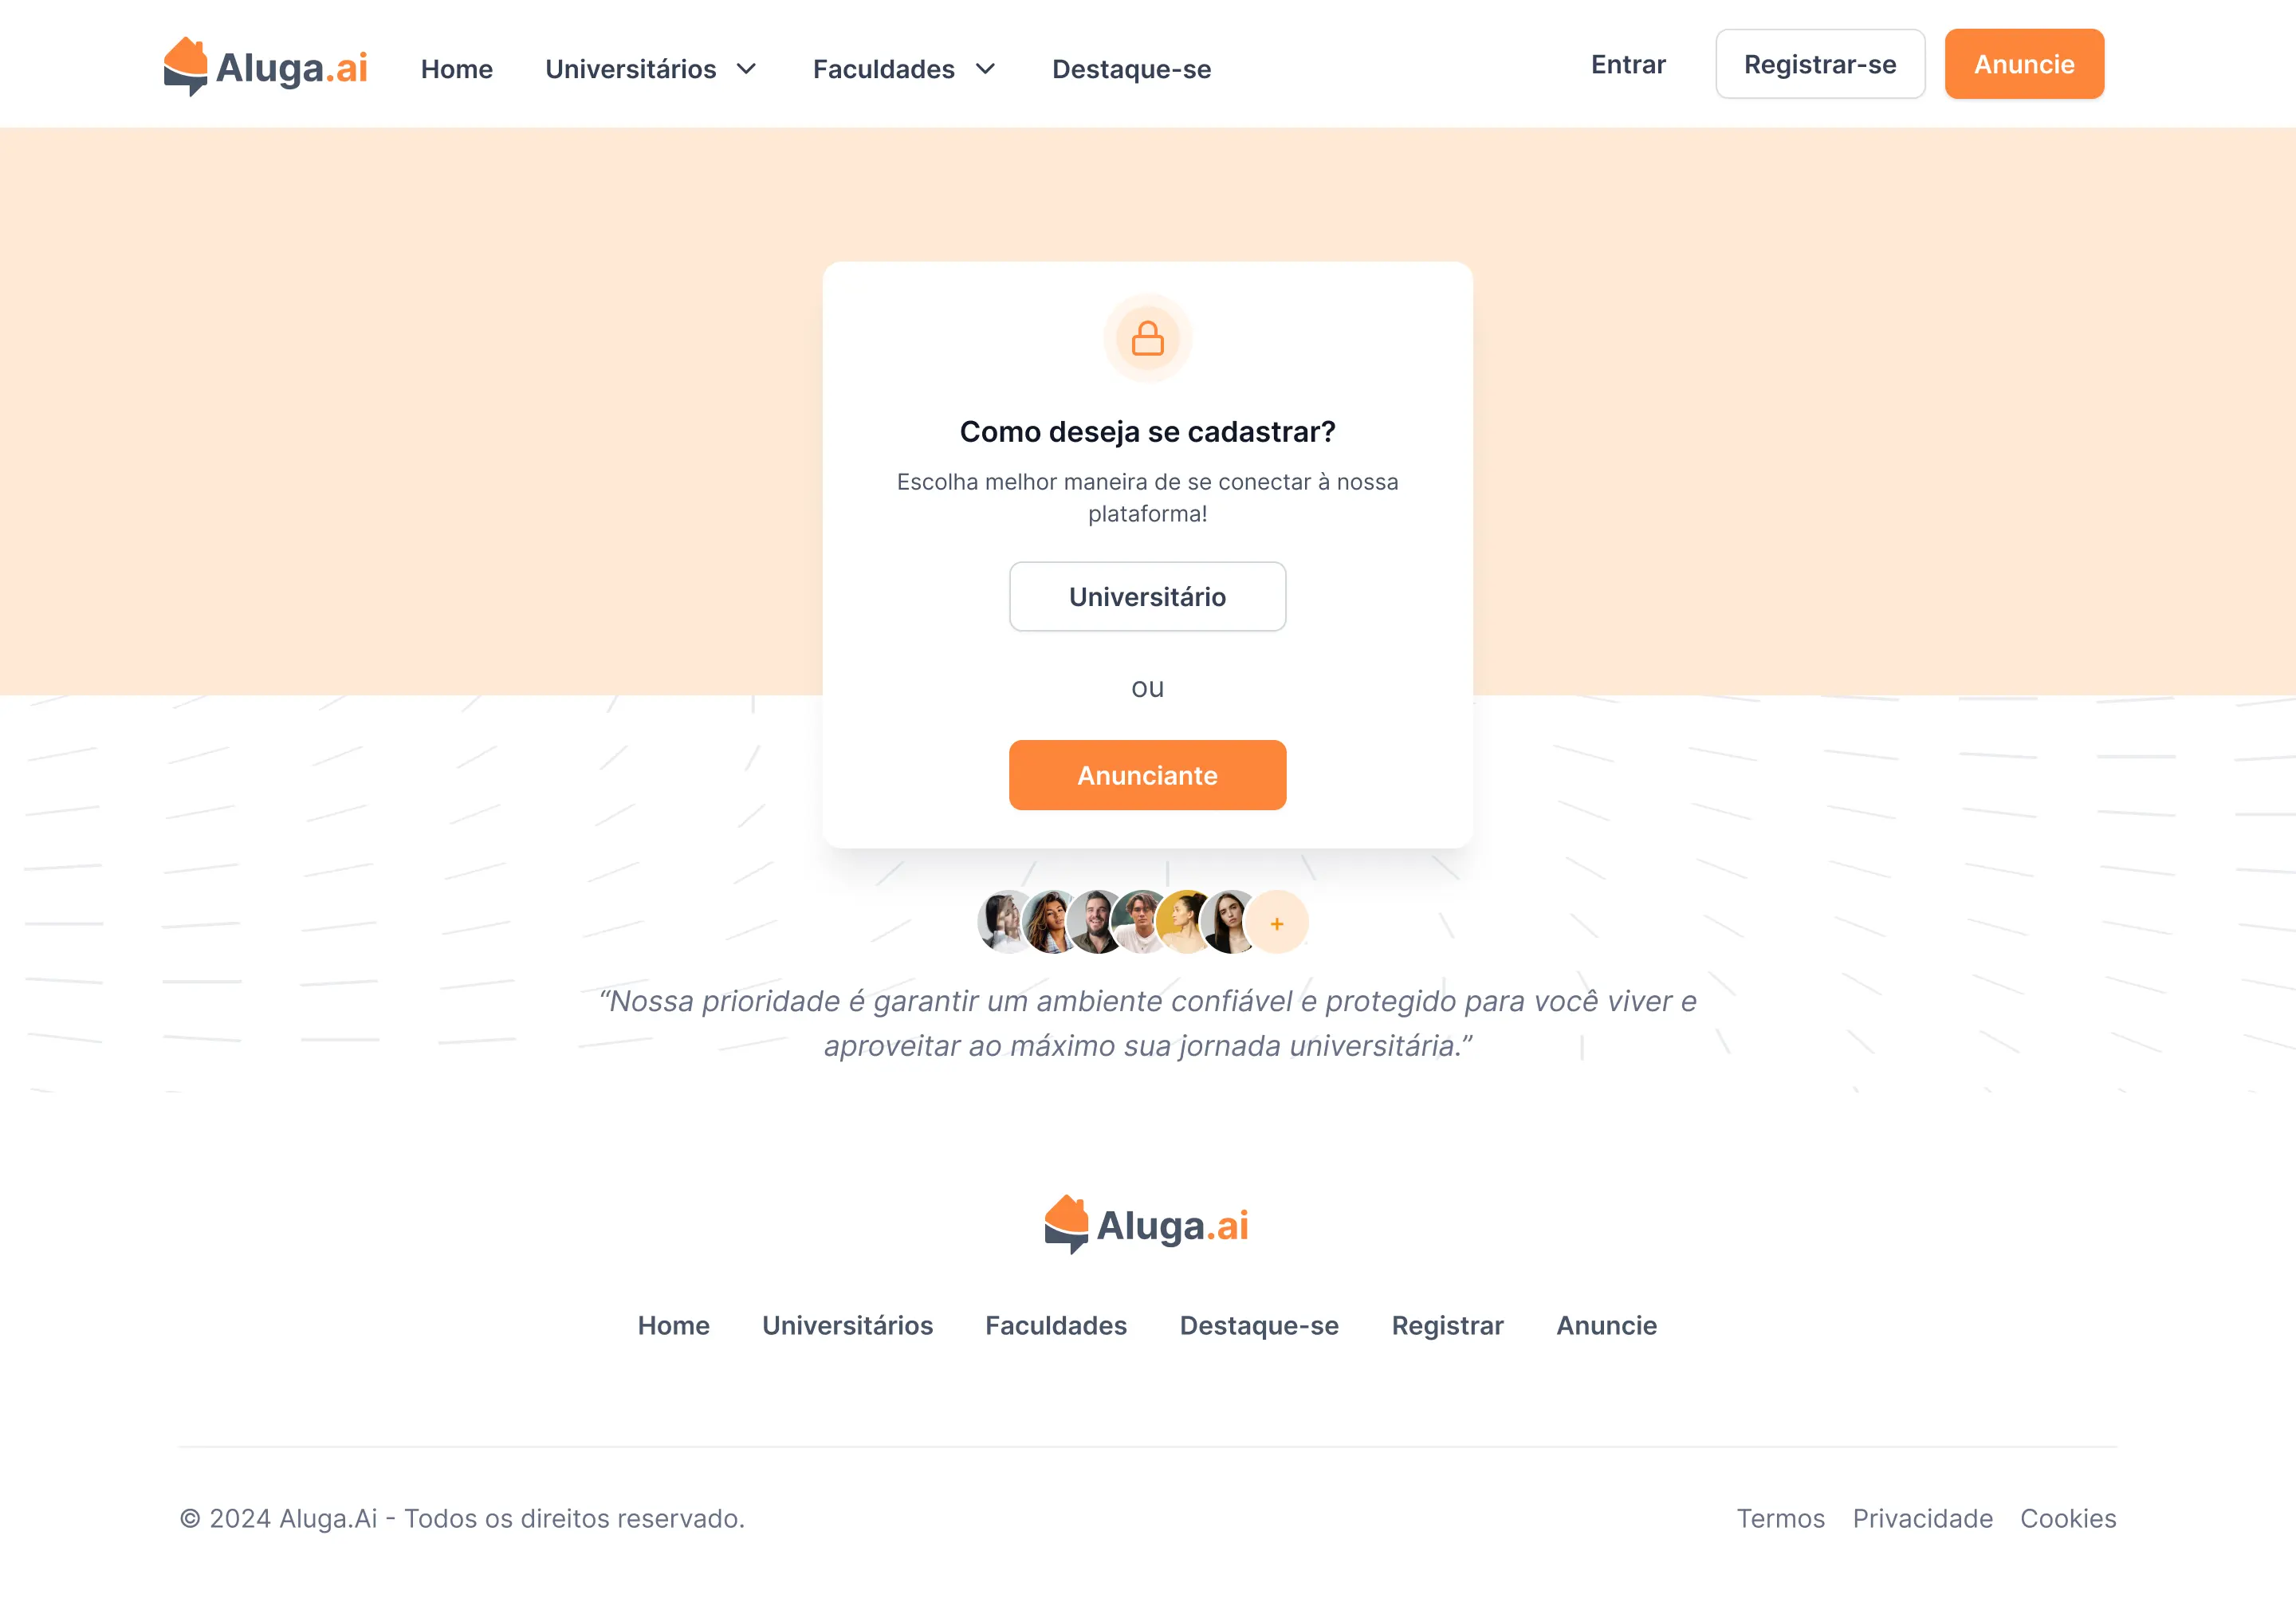 Aluga.ai Home Universitários Faculdades Destaque-se Entrar Registrar-se Anuncie
Como deseja se cadastrar?
Escolha melhor maneira de se conectar à nossa
plataforma!
Universitário
ou
Anunciante
+
“Nossa prioridade é garantir um ambiente confiável e protegido para você viver e
aproveitar ao máximo sua jornada universitária.”
Aluga.ai
Home Universitários Faculdades Destaque-se Registrar Anuncie
© 2024 Aluga.Ai - Todos os direitos reservado. Termos Privacidade Cookies